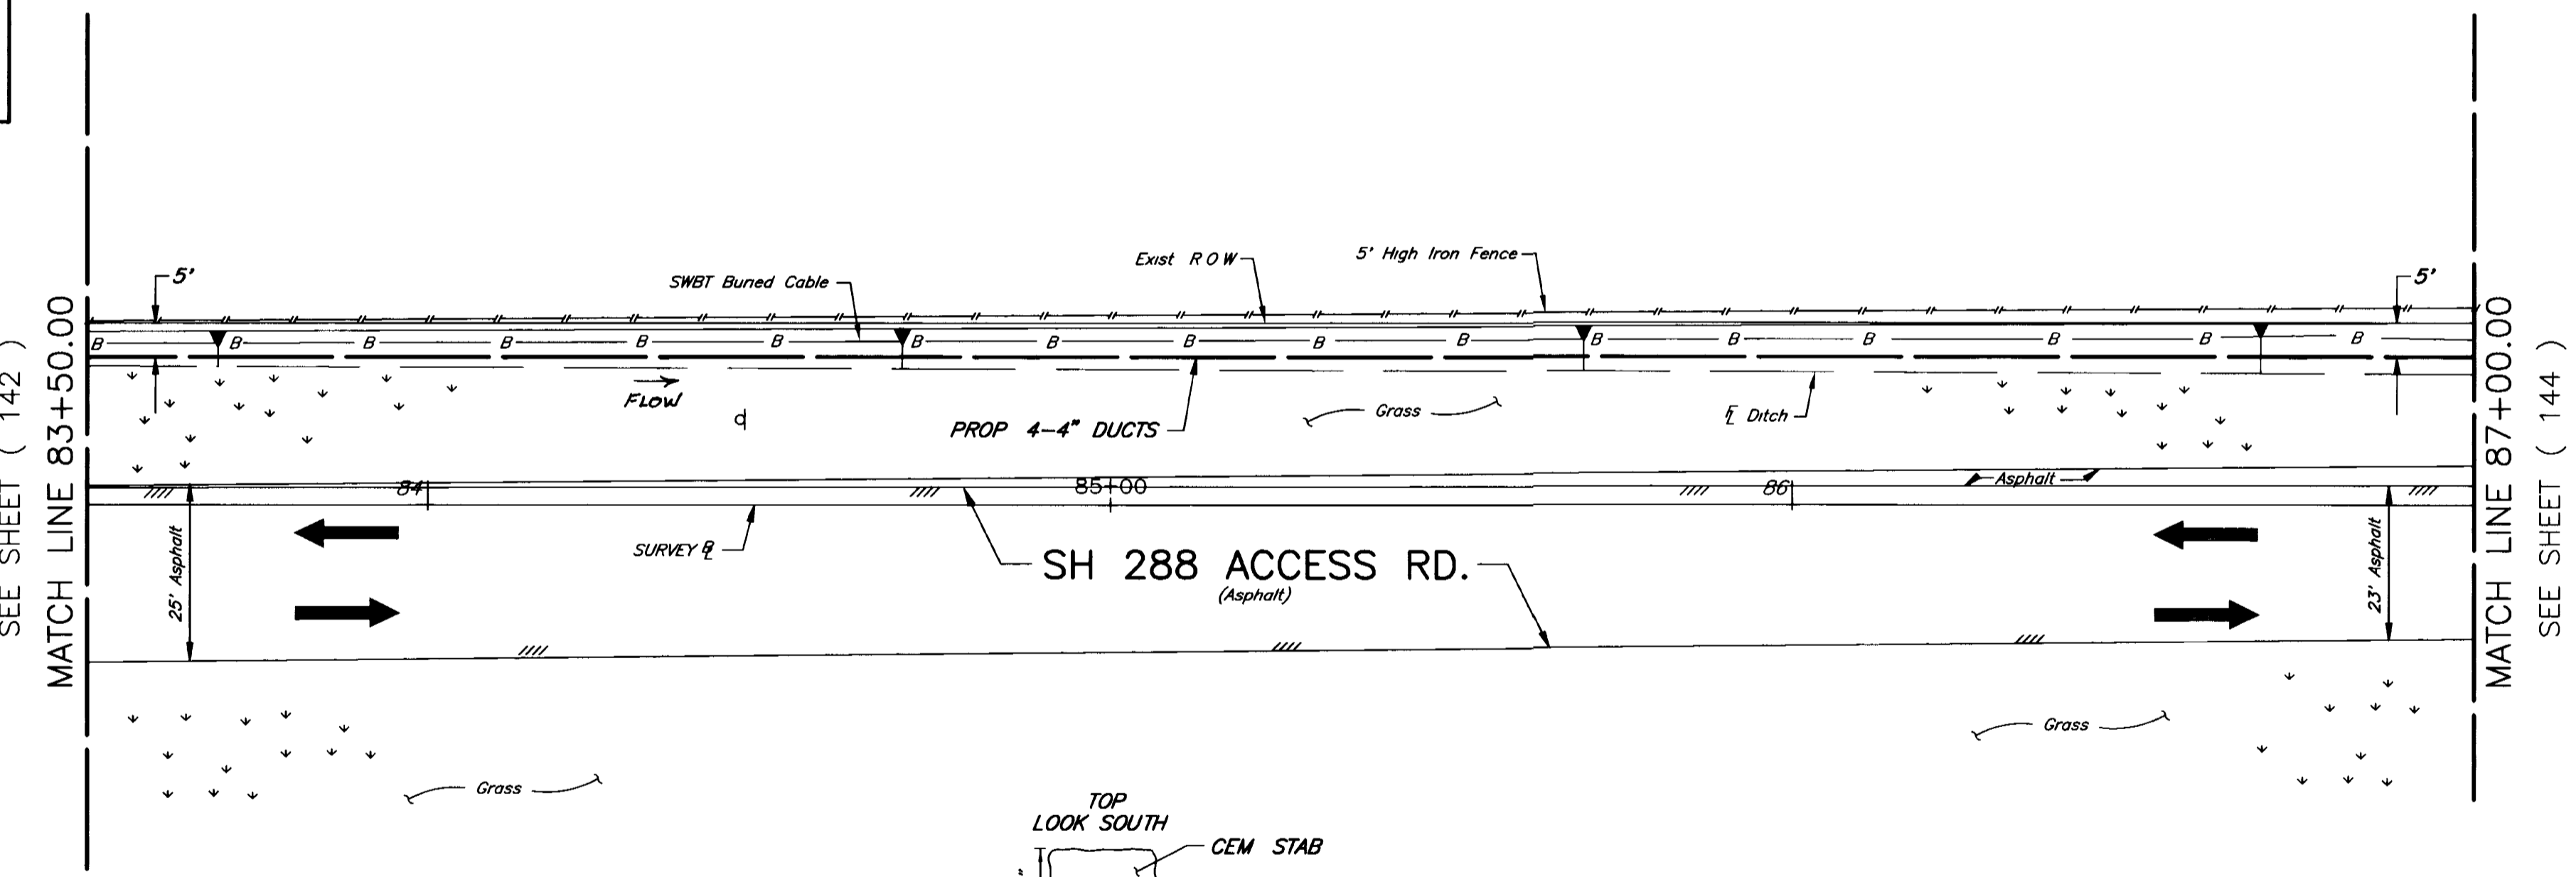 SEE SHEET ( 142 )
MATCH LINE 83+50.00
5'
SWBT Buried Cable
Exist R O W
5' High Iron Fence
5'
B B B B B B B B B B B B B B B B B
FLOW
PROP 4-4" DUCTS
Grass
℄ Ditch
84
85+00
86
Asphalt
25' Asphalt
SURVEY ℄
SH 288 ACCESS RD.
(Asphalt)
23' Asphalt
Grass
Grass
TOP
LOOK SOUTH
CEM STAB
MATCH LINE 87+00.00
SEE SHEET ( 144 )